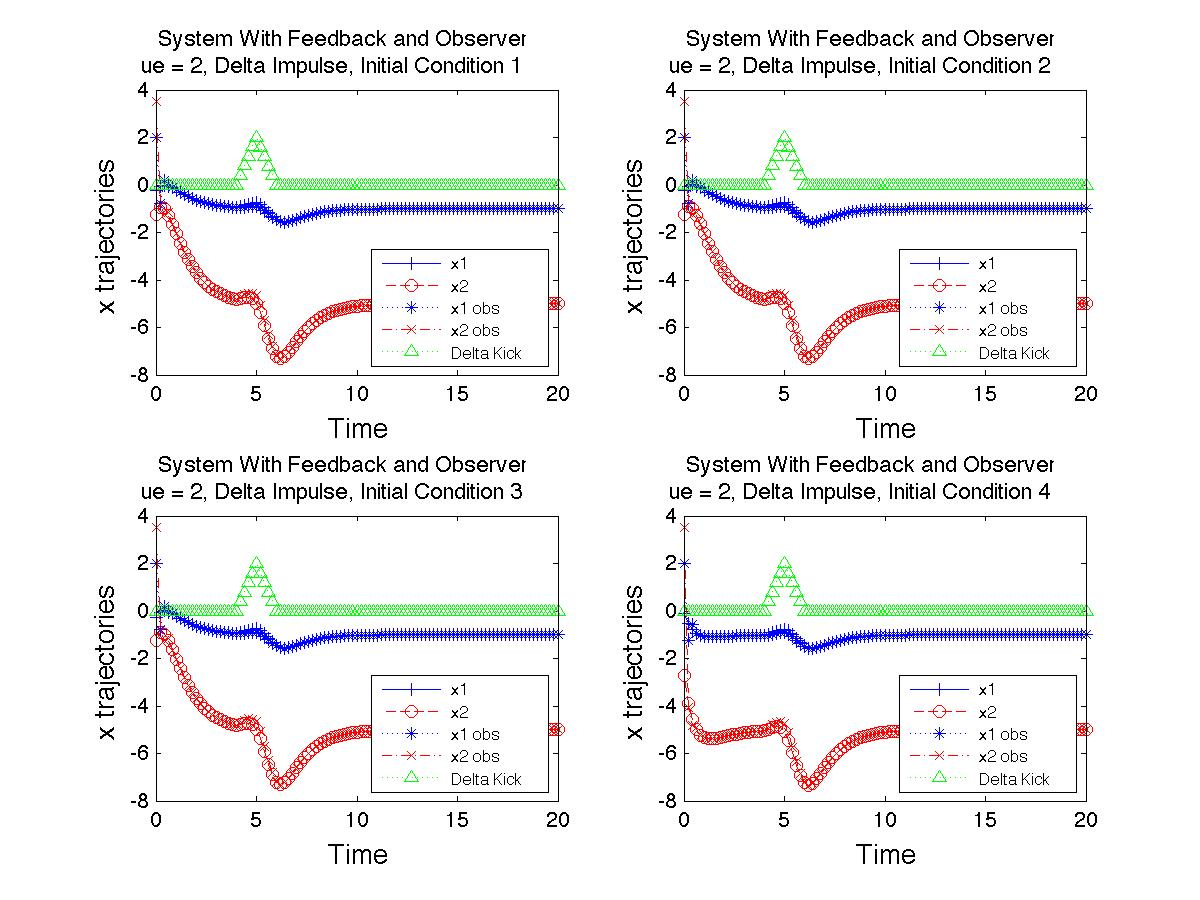 System With Feedback and Observer
ue = 2, Delta Impulse, Initial Condition 1
4
2
0
-2
-4
-6
-8
x trajectories
x1
x2
x1 obs
x2 obs
Delta Kick
0 5 10 15 20
Time
System With Feedback and Observer
ue = 2, Delta Impulse, Initial Condition 2
4
2
0
-2
-4
-6
-8
x trajectories
x1
x2
x1 obs
x2 obs
Delta Kick
0 5 10 15 20
Time
System With Feedback and Observer
ue = 2, Delta Impulse, Initial Condition 3
4
2
0
-2
-4
-6
-8
x trajectories
x1
x2
x1 obs
x2 obs
Delta Kick
0 5 10 15 20
Time
System With Feedback and Observer
ue = 2, Delta Impulse, Initial Condition 4
4
2
0
-2
-4
-6
-8
x trajectories
x1
x2
x1 obs
x2 obs
Delta Kick
0 5 10 15 20
Time